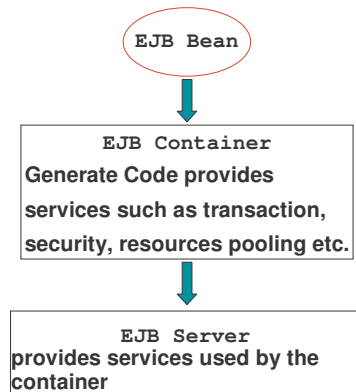 EJB Bean
EJB Container
Generate Code provides
services such as transaction,
security, resources pooling etc.
EJB Server
provides services used by the
container